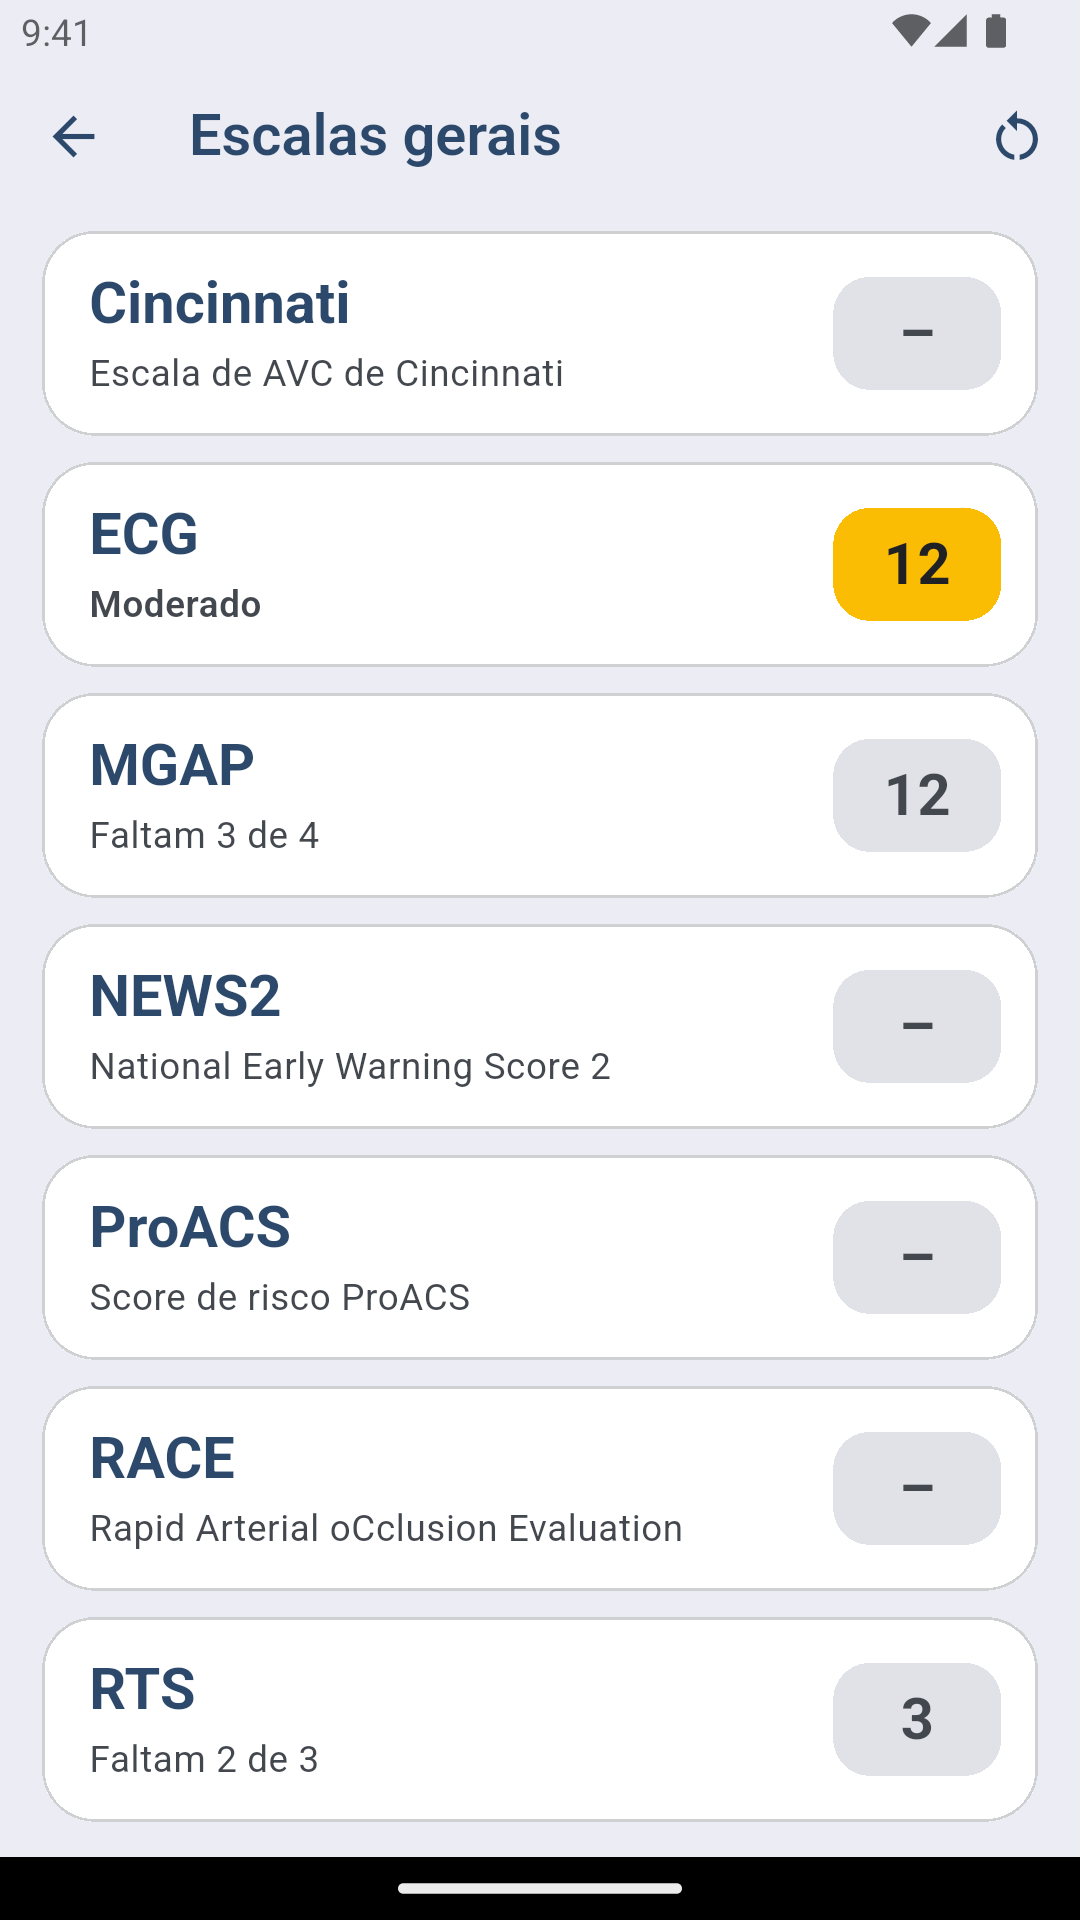 9:41
Escalas gerais
Cincinnati
Escala de AVC de Cincinnati
–
ECG
Moderado
12
MGAP
Faltam 3 de 4
12
NEWS2
National Early Warning Score 2
–
ProACS
Score de risco ProACS
–
RACE
Rapid Arterial oCclusion Evaluation
–
RTS
Faltam 2 de 3
3